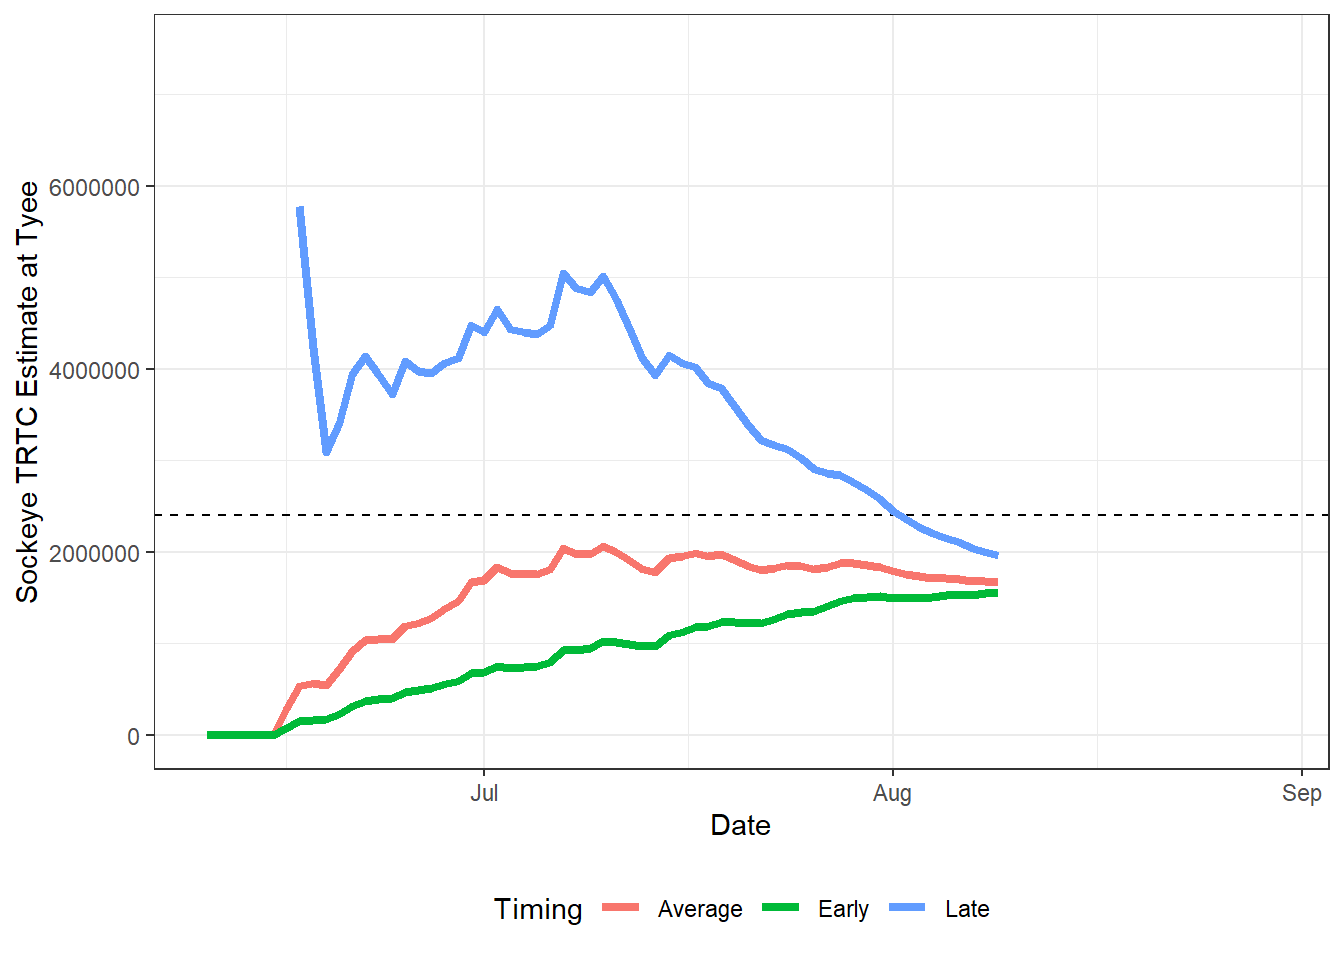 Sockeye TRTC Estimate at Tyee
6000000
4000000
2000000
0
Jul
Aug
Sep
Date
Timing Average Early Late